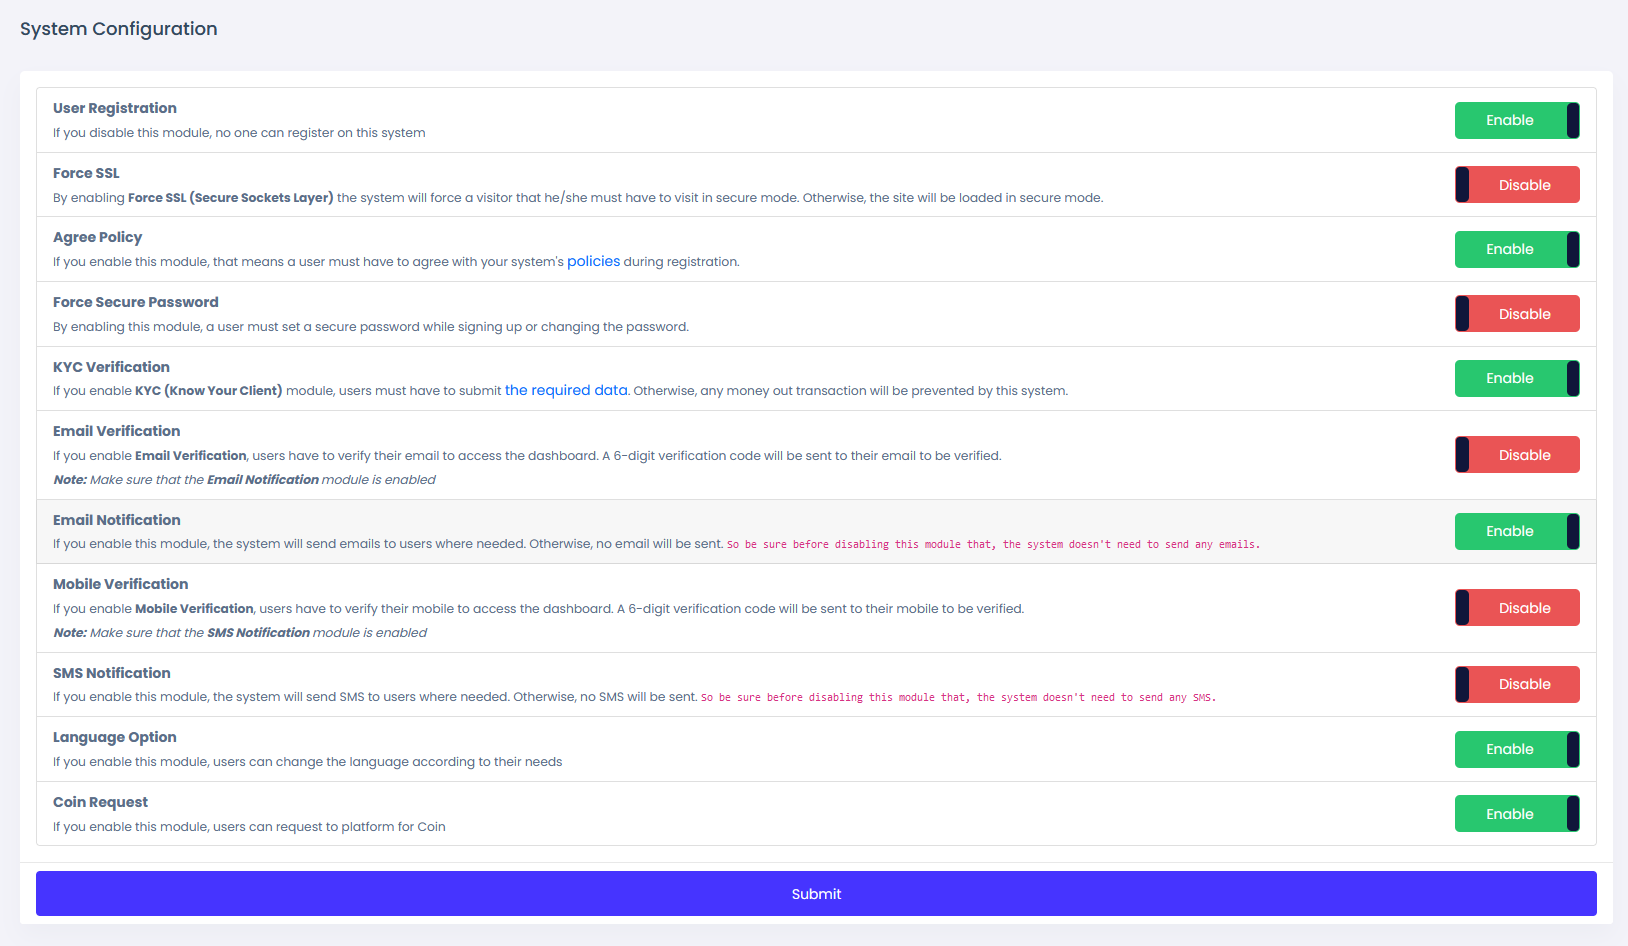 System Configuration
User Registration
If you disable this module, no one can register on this system
Enable
Force SSL
By enabling Force SSL (Secure Sockets Layer) the system will force a visitor that he/she must have to visit in secure mode. Otherwise, the site will be loaded in secure mode.
Disable
Agree Policy
If you enable this module, that means a user must have to agree with your system's policies during registration.
Enable
Force Secure Password
By enabling this module, a user must set a secure password while signing up or changing the password.
Disable
KYC Verification
If you enable KYC (Know Your Client) module, users must have to submit the required data. Otherwise, any money out transaction will be prevented by this system.
Enable
Email Verification
If you enable Email Verification, users have to verify their email to access the dashboard. A 6-digit verification code will be sent to their email to be verified.
Note: Make sure that the Email Notification module is enabled
Disable
Email Notification
If you enable this module, the system will send emails to users where needed. Otherwise, no email will be sent. So be sure before disabling this module that, the system doesn't need to send any emails.
Enable
Mobile Verification
If you enable Mobile Verification, users have to verify their mobile to access the dashboard. A 6-digit verification code will be sent to their mobile to be verified.
Note: Make sure that the SMS Notification module is enabled
Disable
SMS Notification
If you enable this module, the system will send SMS to users where needed. Otherwise, no SMS will be sent. So be sure before disabling this module that, the system doesn't need to send any SMS.
Disable
Language Option
If you enable this module, users can change the language according to their needs
Enable
Coin Request
If you enable this module, users can request to platform for Coin
Enable
Submit